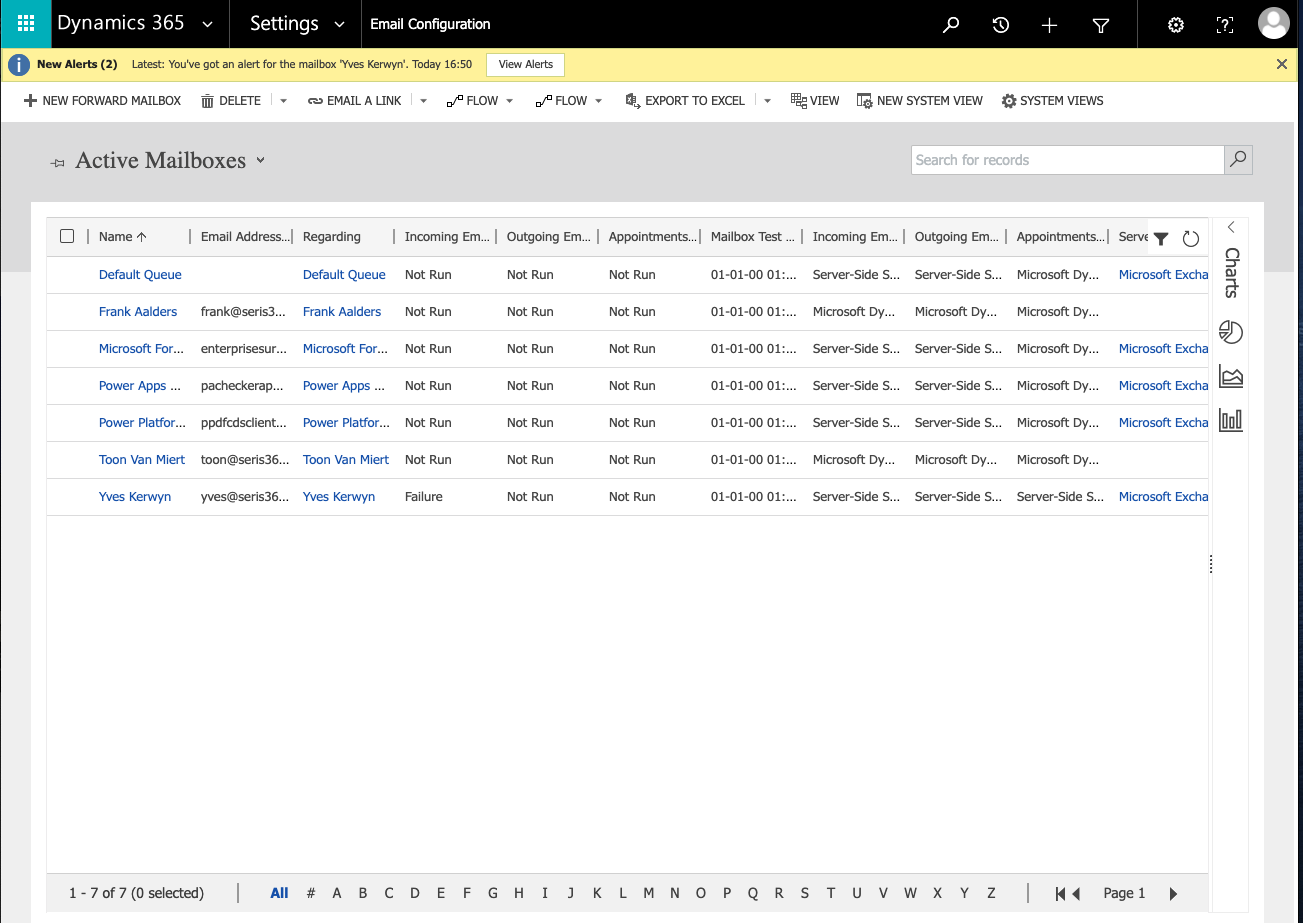 Dynamics 365 Settings Email Configuration
New Alerts (2) Latest: You've got an alert for the mailbox 'Yves Kerwyn'. Today 16:50 View Alerts
NEW FORWARD MAILBOX DELETE EMAIL A LINK FLOW FLOW EXPORT TO EXCEL VIEW NEW SYSTEM VIEW SYSTEM VIEWS
Active Mailboxes Search for records
Name Email Address... Regarding Incoming Em... Outgoing Em... Appointments... Mailbox Test ... Incoming Em... Outgoing Em... Appointments... Serve
Charts
Default Queue Default Queue Not Run Not Run Not Run 01-01-00 01:... Server-Side S... Server-Side S... Microsoft Dy... Microsoft Excha
Frank Aalders frank@seris3... Frank Aalders Not Run Not Run Not Run 01-01-00 01:... Microsoft Dy... Microsoft Dy... Microsoft Dy...
Microsoft For... enterprisesur... Microsoft For... Not Run Not Run Not Run 01-01-00 01:... Server-Side S... Server-Side S... Microsoft Dy... Microsoft Excha
Power Apps ... pacheckerap... Power Apps ... Not Run Not Run Not Run 01-01-00 01:... Server-Side S... Server-Side S... Microsoft Dy... Microsoft Excha
Power Platfor... ppdfcdsclient... Power Platfor... Not Run Not Run Not Run 01-01-00 01:... Server-Side S... Server-Side S... Microsoft Dy... Microsoft Excha
Toon Van Miert toon@seris36... Toon Van Miert Not Run Not Run Not Run 01-01-00 01:... Microsoft Dy... Microsoft Dy... Microsoft Dy...
Yves Kerwyn yves@seris36... Yves Kerwyn Failure Not Run Not Run 01-01-00 01:... Server-Side S... Server-Side S... Server-Side S... Microsoft Excha
1 - 7 of 7 (0 selected) All # A B C D E F G H I J K L M N O P Q R S T U V W X Y Z Page 1